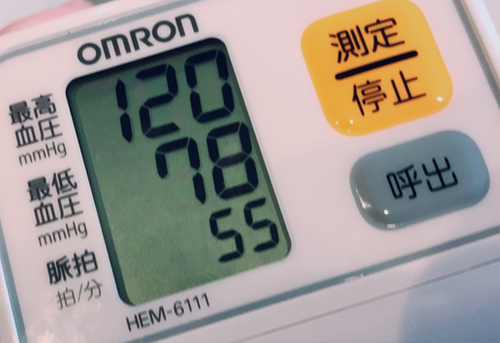 OMRON
最高
血圧
mmHg
120
最低
血圧
mmHg
78
脈拍
拍/分
55
HEM-6111
測定
停止
呼出